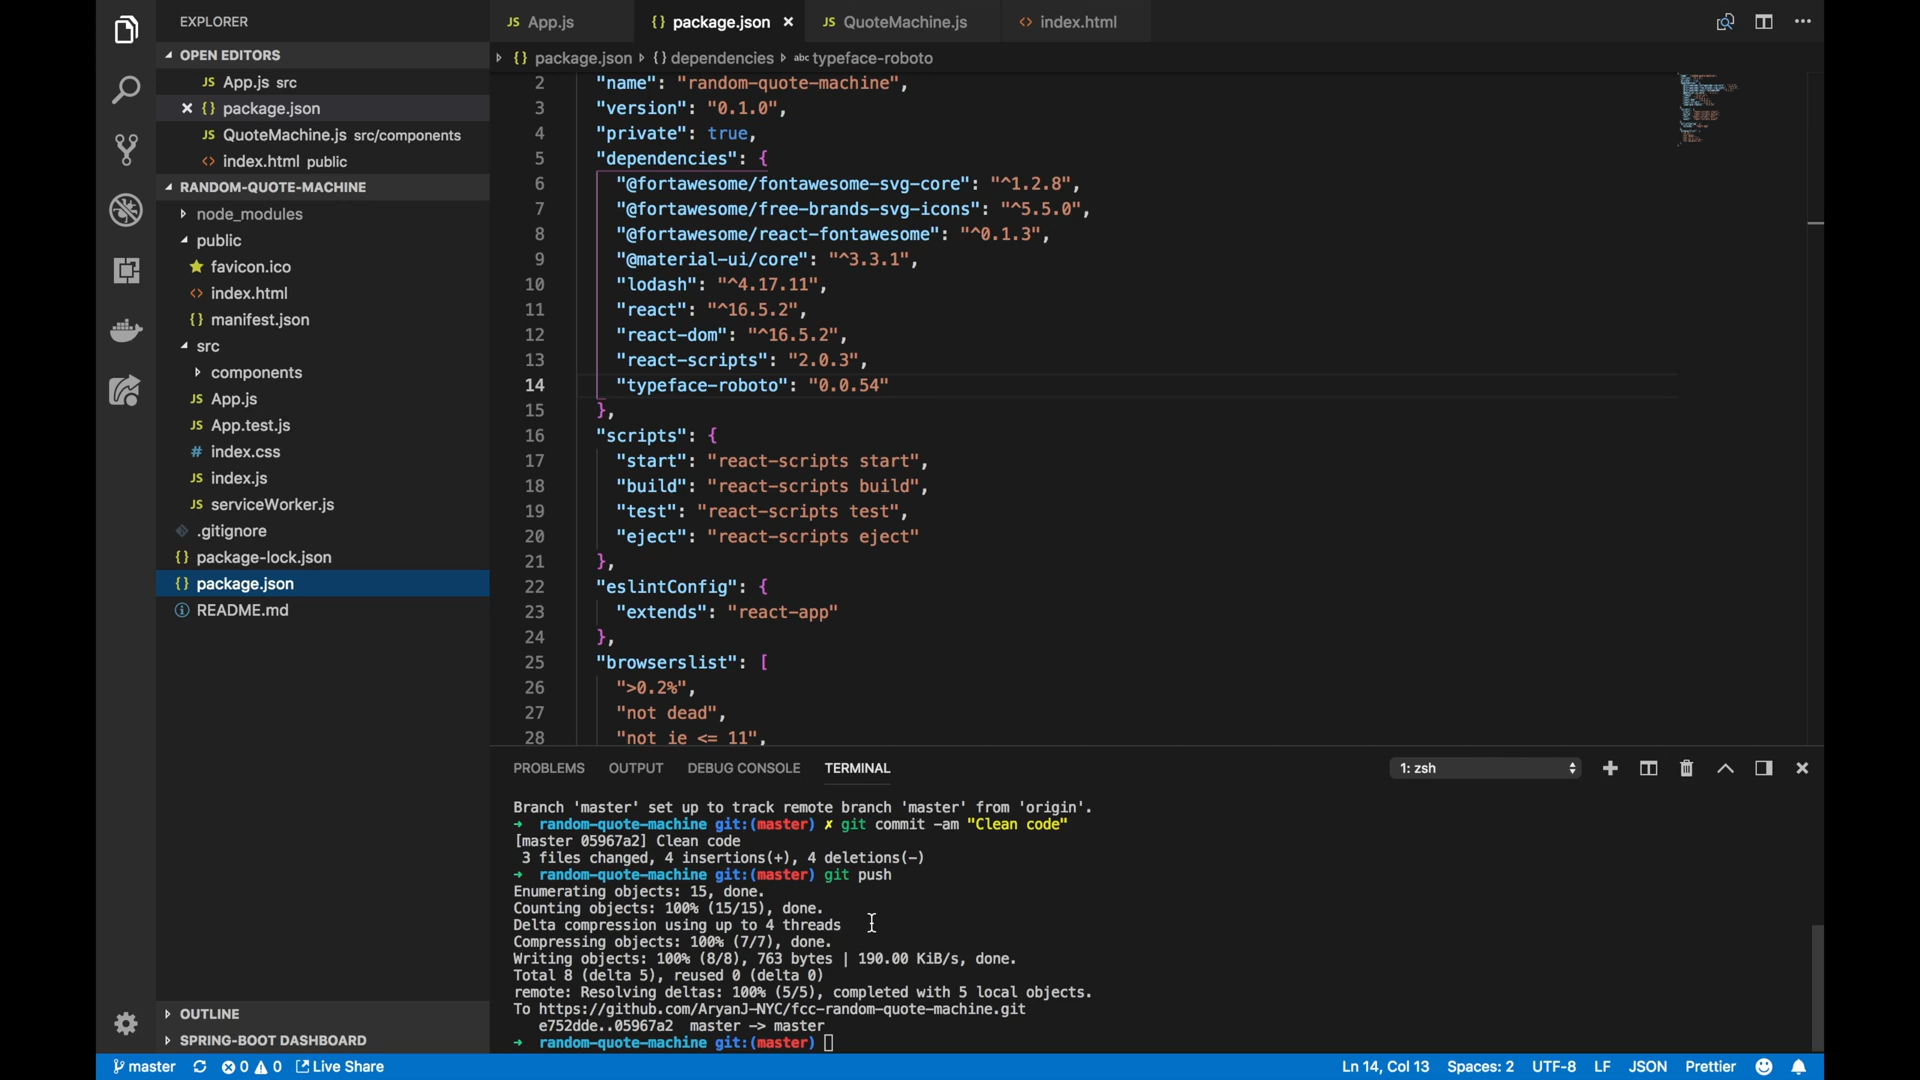 EXPLORER
OPEN EDITORS
JS App.js src
{} package.json
JS QuoteMachine.js src/components
<> index.html public
RANDOM-QUOTE-MACHINE
node_modules
public
favicon.ico
<> index.html
{} manifest.json
src
components
JS App.js
JS App.test.js
# index.css
JS index.js
JS serviceWorker.js
.gitignore
{} package-lock.json
{} package.json
README.md
OUTLINE
SPRING-BOOT DASHBOARD
JS App.js {} package.json JS QuoteMachine.js <> index.html
{} package.json {} dependencies abc typeface-roboto
2 "name": "random-quote-machine",
3 "version": "0.1.0",
4 "private": true,
5 "dependencies": {
6 "@fortawesome/fontawesome-svg-core": "^1.2.8",
7 "@fortawesome/free-brands-svg-icons": "^5.5.0",
8 "@fortawesome/react-fontawesome": "^0.1.3",
9 "@material-ui/core": "^3.3.1",
10 "lodash": "^4.17.11",
11 "react": "^16.5.2",
12 "react-dom": "^16.5.2",
13 "react-scripts": "2.0.3",
14 "typeface-roboto": "0.0.54"
15 },
16 "scripts": {
17 "start": "react-scripts start",
18 "build": "react-scripts build",
19 "test": "react-scripts test",
20 "eject": "react-scripts eject"
21 },
22 "eslintConfig": {
23 "extends": "react-app"
24 },
25 "browserslist": [
26 ">0.2%",
27 "not dead",
28 "not ie <= 11",
PROBLEMS OUTPUT DEBUG CONSOLE TERMINAL 1: zsh
Branch 'master' set up to track remote branch 'master' from 'origin'.
➜ random-quote-machine git:(master) ✗ git commit -am "Clean code"
[master 05967a2] Clean code
3 files changed, 4 insertions(+), 4 deletions(-)
➜ random-quote-machine git:(master) git push
Enumerating objects: 15, done.
Counting objects: 100% (15/15), done.
Delta compression using up to 4 threads
Compressing objects: 100% (7/7), done.
Writing objects: 100% (8/8), 763 bytes | 190.00 KiB/s, done.
Total 8 (delta 5), reused 0 (delta 0)
remote: Resolving deltas: 100% (5/5), completed with 5 local objects.
To https://github.com/AryanJ-NYC/fcc-random-quote-machine.git
e752dde..05967a2 master -> master
➜ random-quote-machine git:(master)
master 0 0 Live Share Ln 14, Col 13 Spaces: 2 UTF-8 LF JSON Prettier